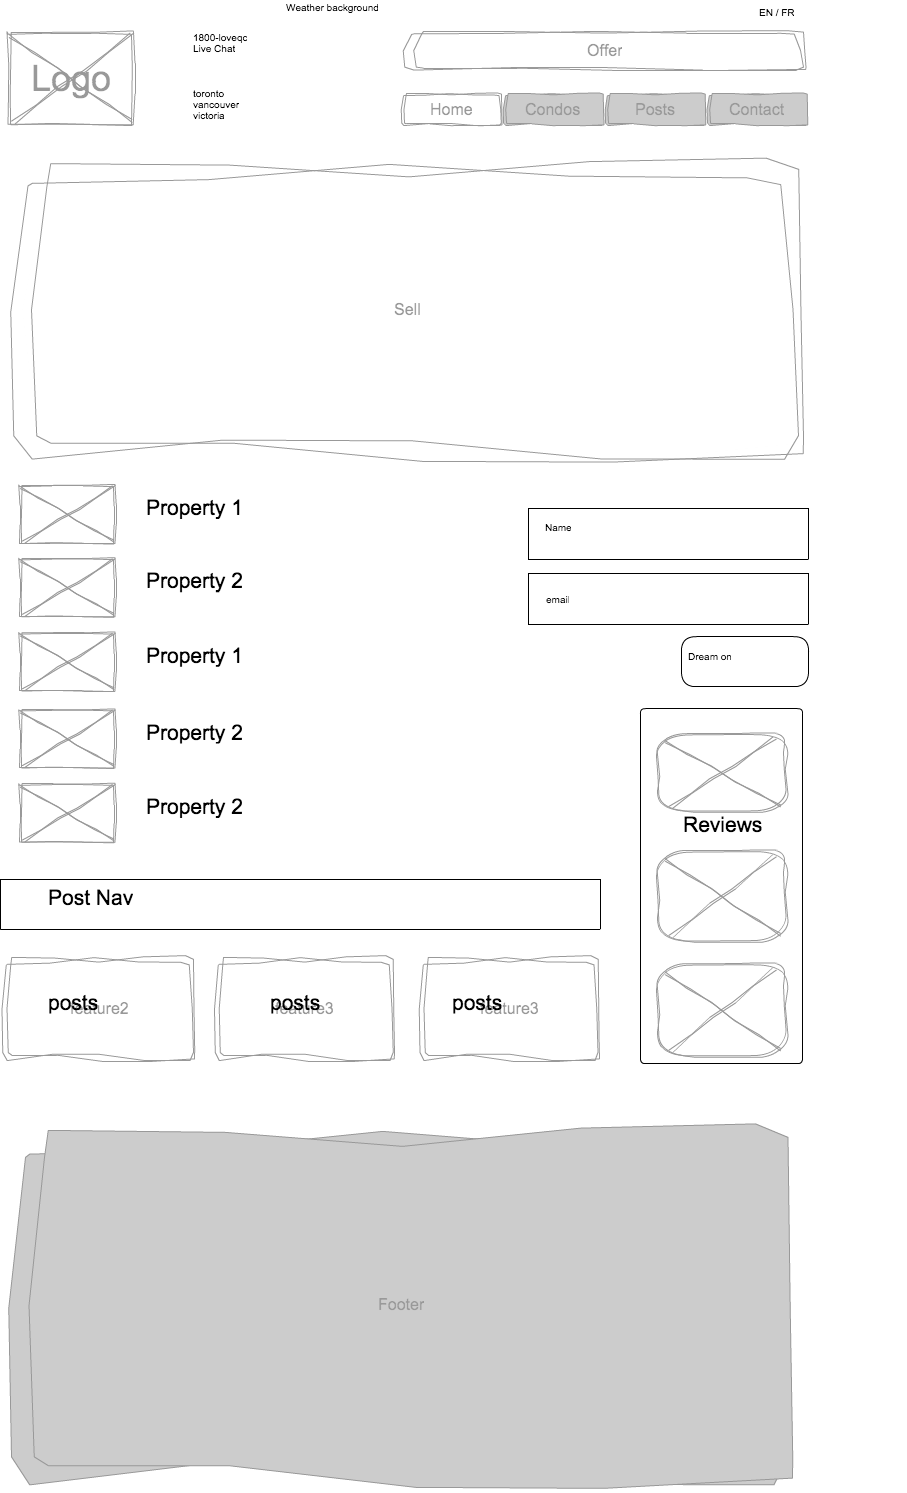 Weather background
EN / FR
1800-loveqc
Live Chat
Offer
Logo
toronto
vancouver
victoria
Home
Condos
Posts
Contact
Sell
Property 1
Name
Property 2
email
Property 1
Dream on
Property 2
Property 2
Reviews
Post Nav
posts
feature2
posts
feature3
posts
feature3
Footer